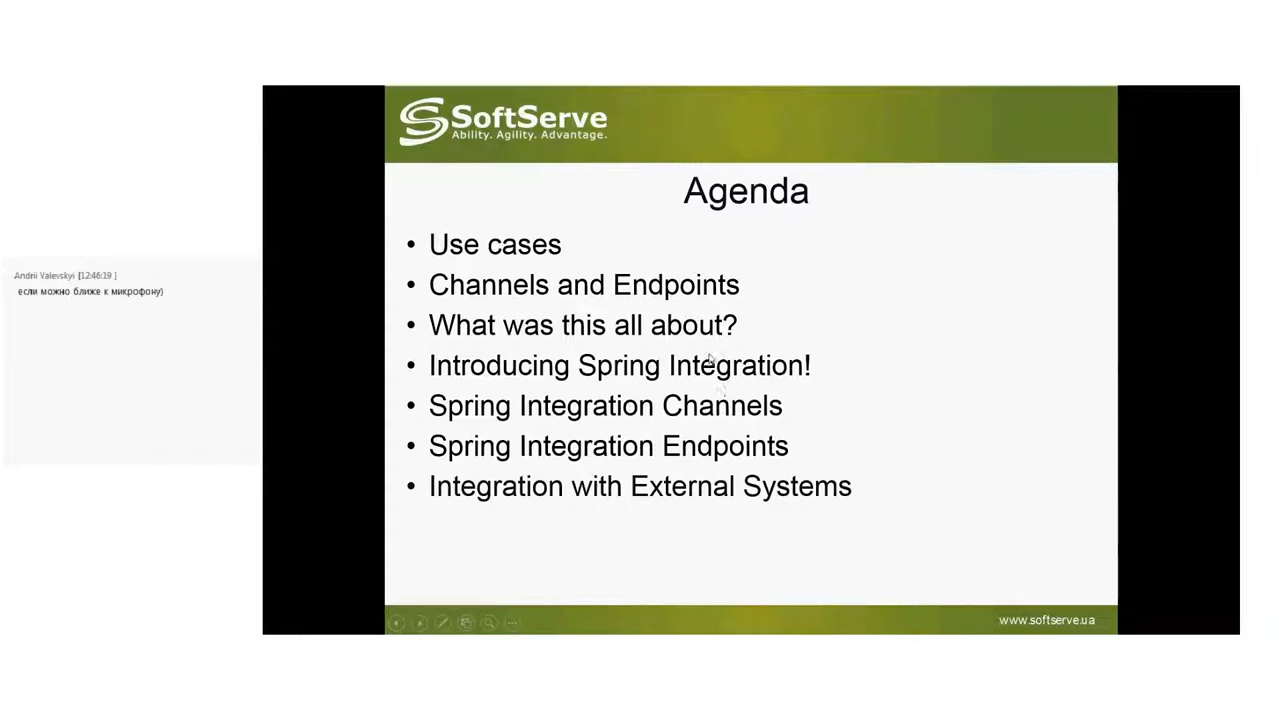 SoftServe
Ability. Agility. Advantage.
Agenda
• Use cases
• Channels and Endpoints
• What was this all about?
• Introducing Spring Integration!
• Spring Integration Channels
• Spring Integration Endpoints
• Integration with External Systems
www.softserve.ua
Andrii Valevskyi [12:46:19 ]
если можно ближе к микрофону)